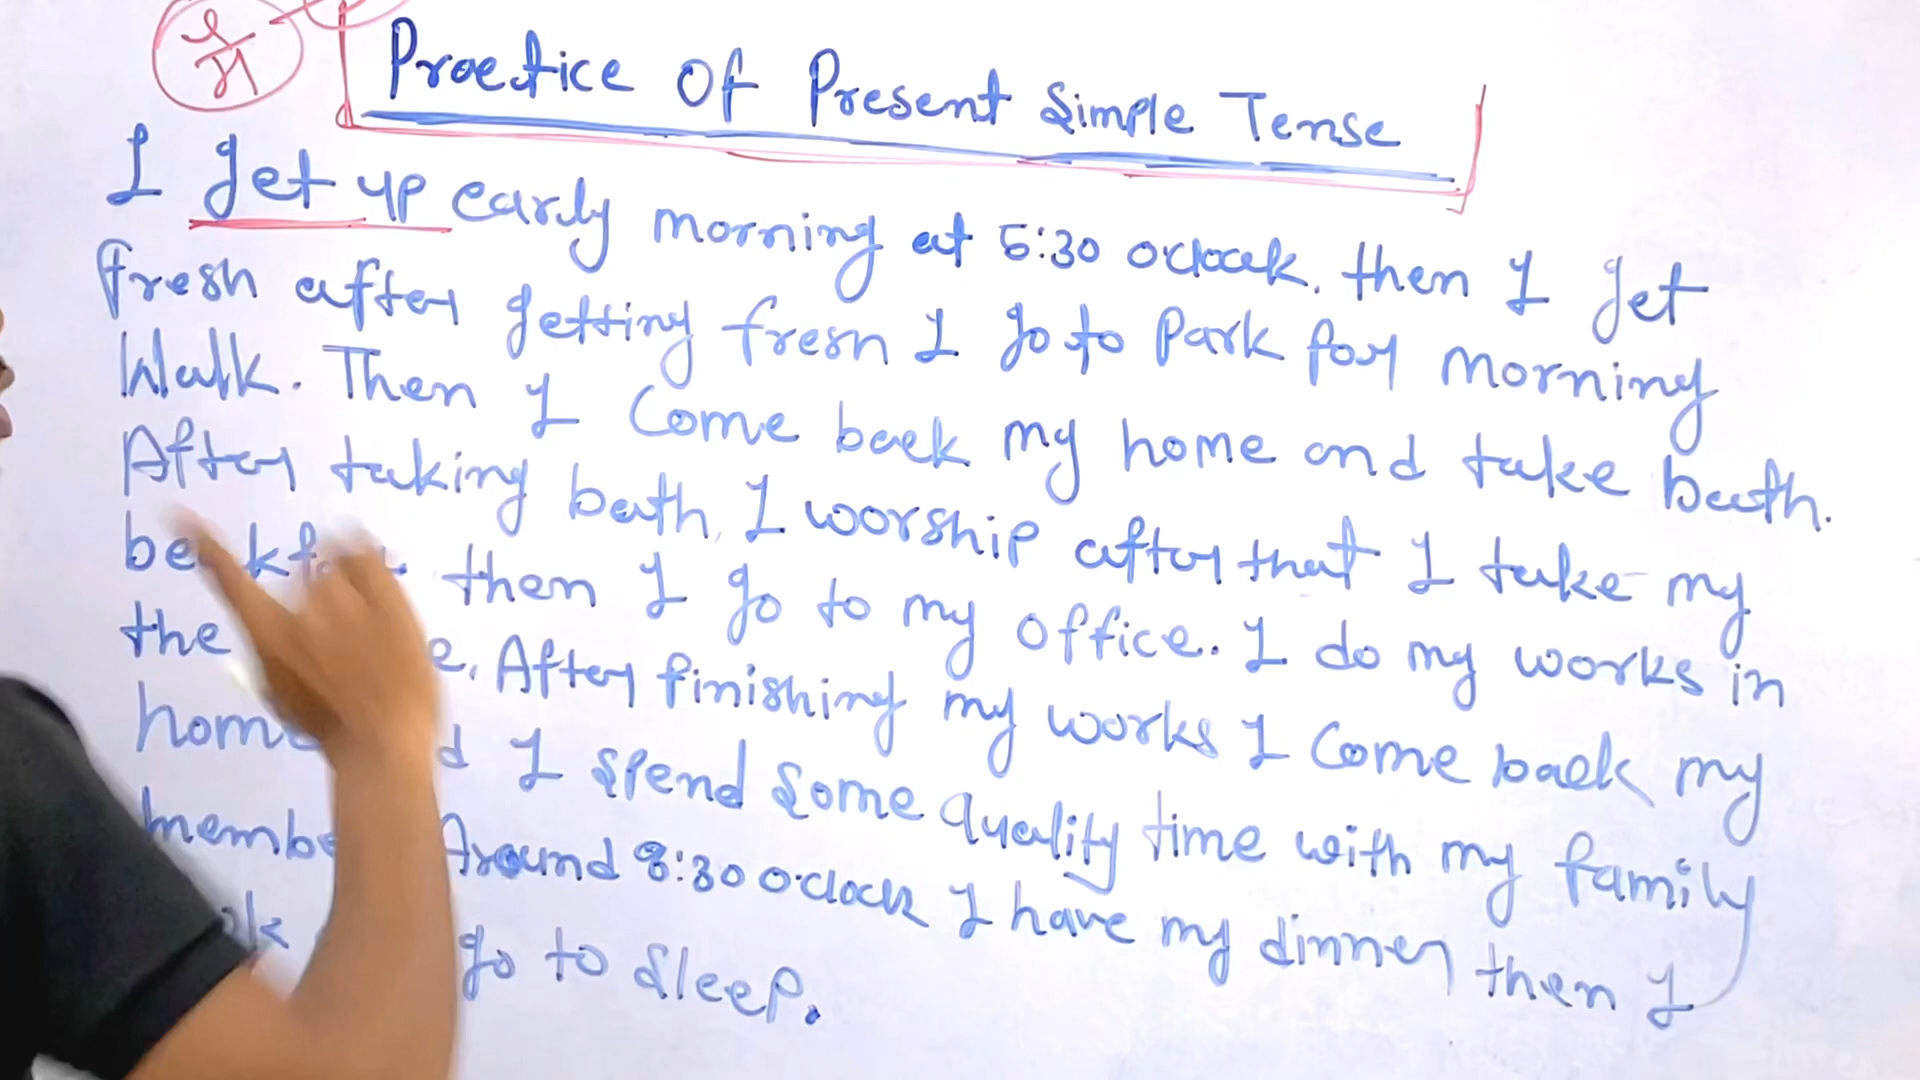 Practice Of Present Simple Tense
I get up early morning at 5:30 o'clock. then I get
fresh after getting fresh I go to Park for morning
Walk. Then I Come back my home and take bath.
After taking bath, I worship after that I take my
then I go to my office. I do my works in
the After finishing my works I Come back my
I spend some quality time with my family
Around 8:30 o'clock I have my dinner then I
go to sleep.